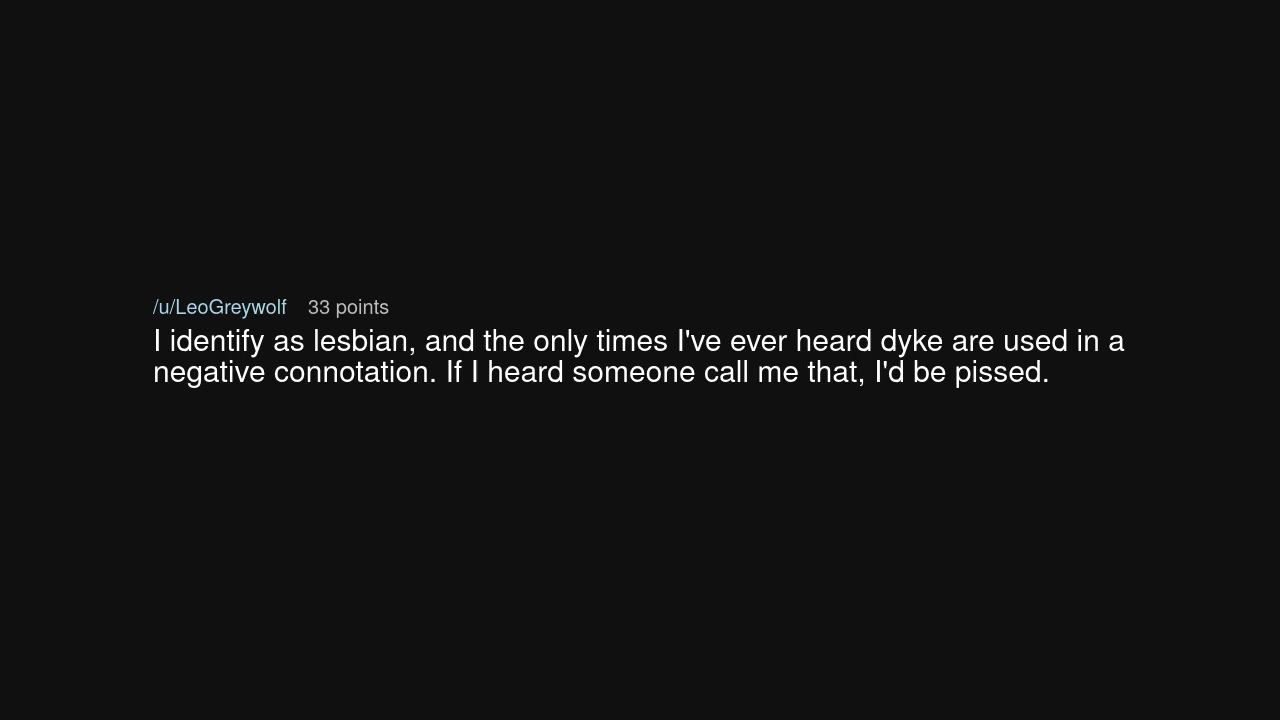 /u/LeoGreywolf 33 points
I identify as lesbian, and the only times I've ever heard dyke are used in a
negative connotation. If I heard someone call me that, I'd be pissed.